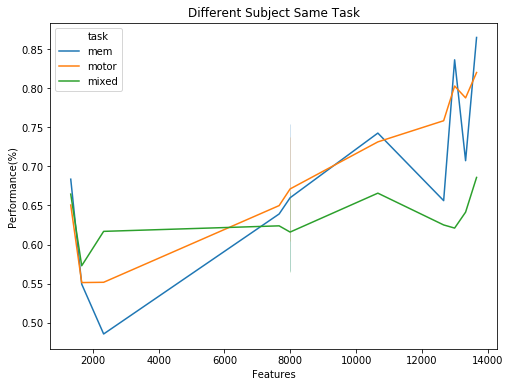 Different Subject Same Task
task
mem
motor
mixed
Performance(%)
0.85
0.80
0.75
0.70
0.65
0.60
0.55
0.50
2000 4000 6000 8000 10000 12000 14000
Features